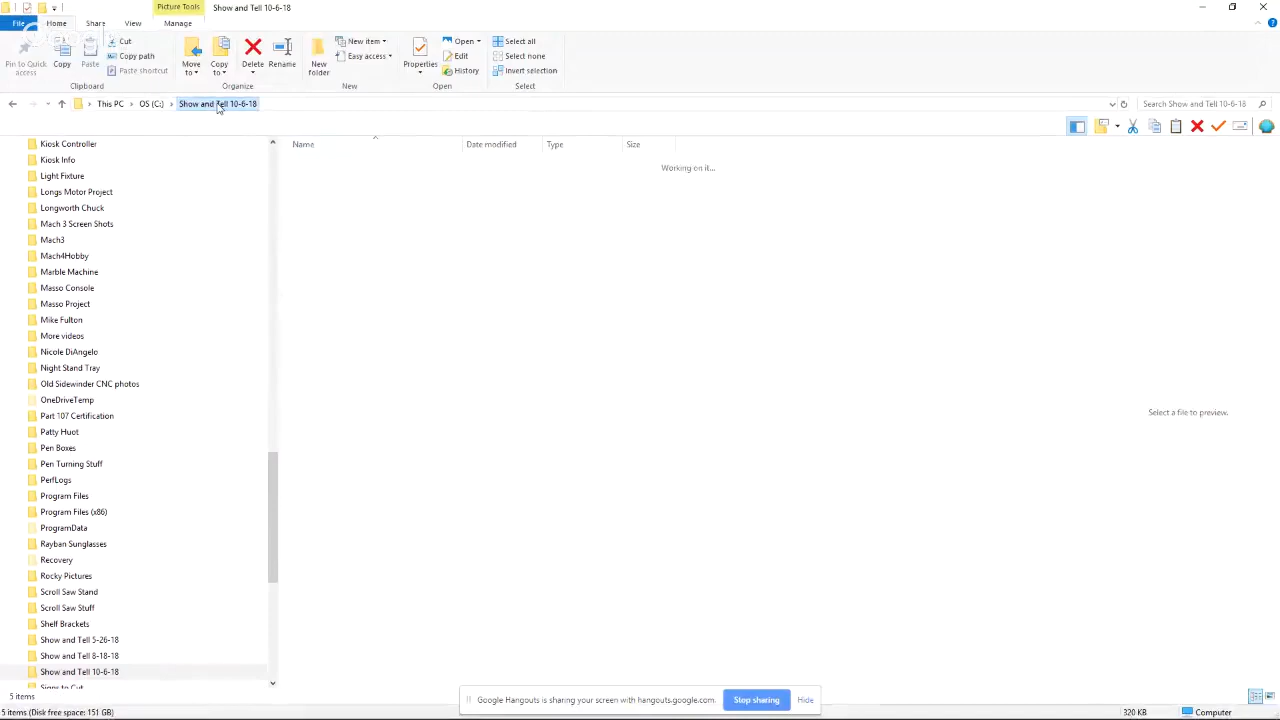 Picture Tools
Show and Tell 10-6-18
File
Home
Share
View
Manage
Pin to Quick access
Copy
Paste
Cut
Copy path
Paste shortcut
Clipboard
Move to
Copy to
Delete
Rename
Organize
New folder
New item
Easy access
New
Properties
Open
Edit
History
Open
Select all
Select none
Invert selection
Select
This PC
OS (C:)
Show and Tell 10-6-18
Search Show and Tell 10-6-18
Name
Date modified
Type
Size
Working on it...
Select a file to preview.
Kiosk Controller
Kiosk Info
Light Fixture
Longs Motor Project
Longworth Chuck
Mach 3 Screen Shots
Mach3
Mach4Hobby
Marble Machine
Masso Console
Masso Project
Mike Fulton
More videos
Nicole DiAngelo
Night Stand Tray
Old Sidewinder CNC photos
OneDriveTemp
Part 107 Certification
Patty Huot
Pen Boxes
Pen Turning Stuff
PerfLogs
Program Files
Program Files (x86)
ProgramData
Rayban Sunglasses
Recovery
Rocky Pictures
Scroll Saw Stand
Scroll Saw Stuff
Shelf Brackets
Show and Tell 5-26-18
Show and Tell 8-18-18
Show and Tell 10-6-18
Signs to Cut
5 items
Google Hangouts is sharing your screen with hangouts.google.com.
Stop sharing
Hide
5 items (Disk free space: 151 GB)
320 KB
Computer